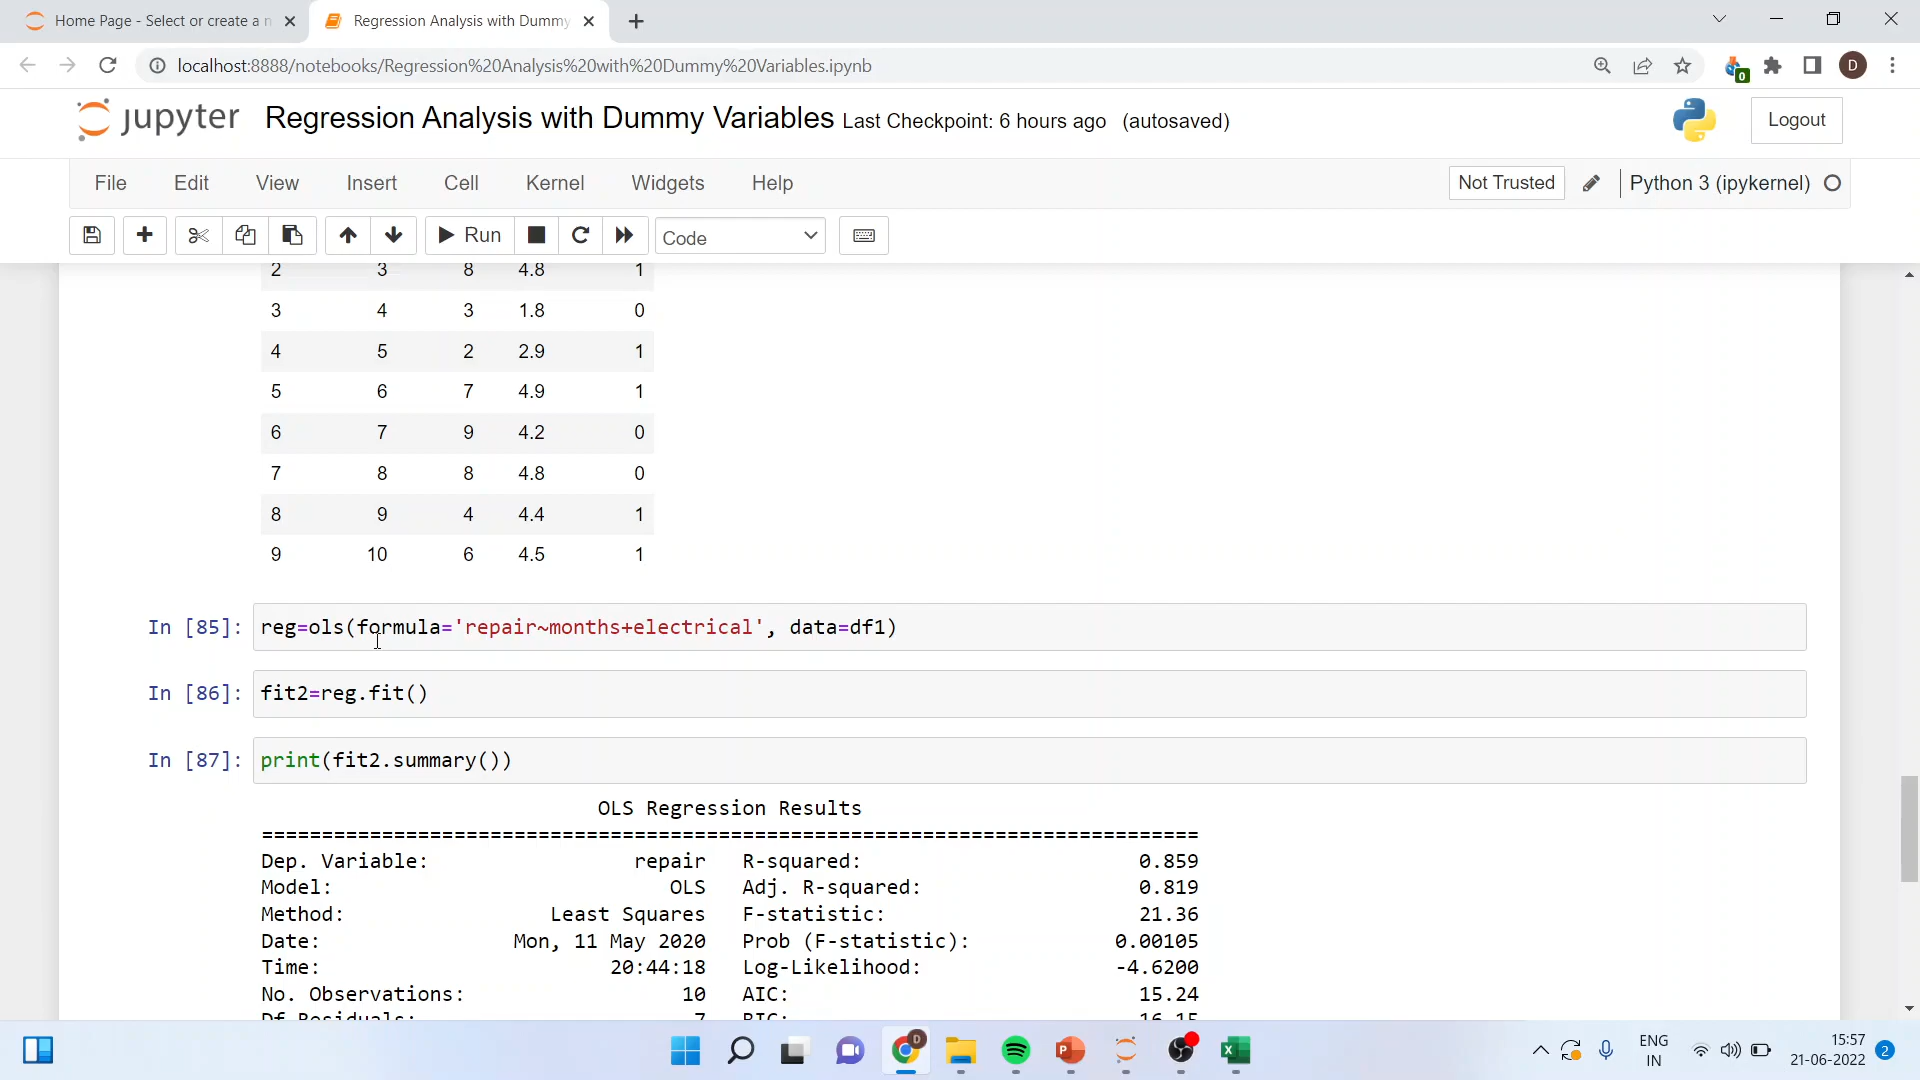 Home Page - Select or create a n
Regression Analysis with Dummy
localhost:8888/notebooks/Regression%20Analysis%20with%20Dummy%20Variables.ipynb
0
D
jupyter Regression Analysis with Dummy Variables Last Checkpoint: 6 hours ago (autosaved)
Logout
File Edit View Insert Cell Kernel Widgets Help
Not Trusted
Python 3 (ipykernel)
Run
Code
2 3 8 4.8 1
3 4 3 1.8 0
4 5 2 2.9 1
5 6 7 4.9 1
6 7 9 4.2 0
7 8 8 4.8 0
8 9 4 4.4 1
9 10 6 4.5 1
In [85]: reg=ols(formula='repair~months+electrical', data=df1)
In [86]: fit2=reg.fit()
In [87]: print(fit2.summary())
OLS Regression Results
==============================================================================
Dep. Variable: repair R-squared: 0.859
Model: OLS Adj. R-squared: 0.819
Method: Least Squares F-statistic: 21.36
Date: Mon, 11 May 2020 Prob (F-statistic): 0.00105
Time: 20:44:18 Log-Likelihood: -4.6200
No. Observations: 10 AIC: 15.24
Df Residuals: 7 BIC: 16.15
D
P
X
ENG
IN
15:57
21-06-2022
2